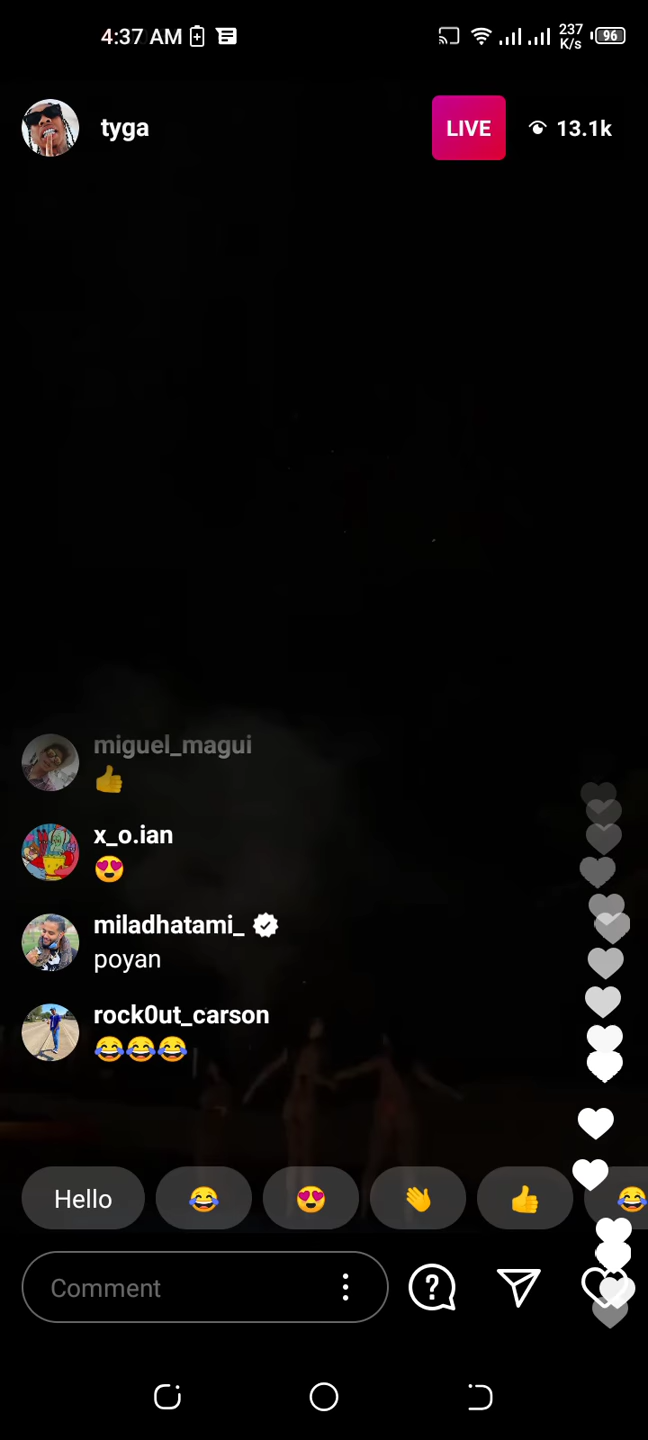 4:37 AM
237
K/s
96
tyga
LIVE
13.1k
miguel_magui
👍
x_o.ian
😍
miladhatami_
poyan
rock0ut_carson
😂😂😂
Hello 😂 😍 👋 👍 😂
Comment